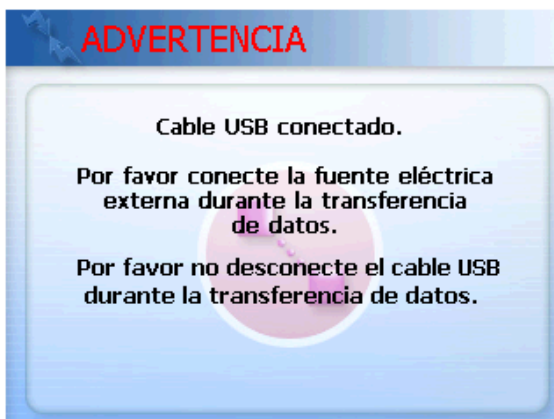 ADVERTENCIA
Cable USB conectado.
Por favor conecte la fuente eléctrica
externa durante la transferencia
de datos.
Por favor no desconecte el cable USB
durante la transferencia de datos.